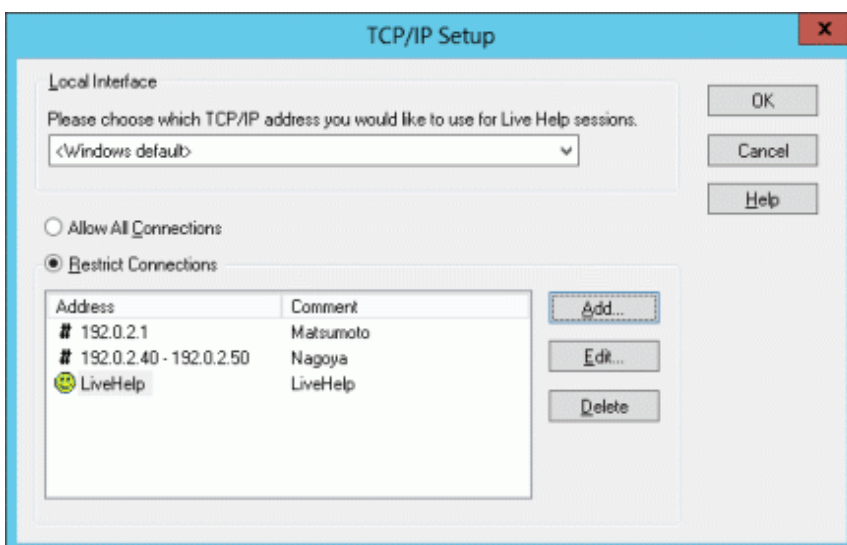 TCP/IP Setup
x
Local Interface
Please choose which TCP/IP address you would like to use for Live Help sessions.
<Windows default>
OK
Cancel
Help
Allow All Connections
Restrict Connections
Address Comment
# 192.0.2.1 Matsumoto
# 192.0.2.40 - 192.0.2.50 Nagoya
LiveHelp LiveHelp
Add...
Edit...
Delete